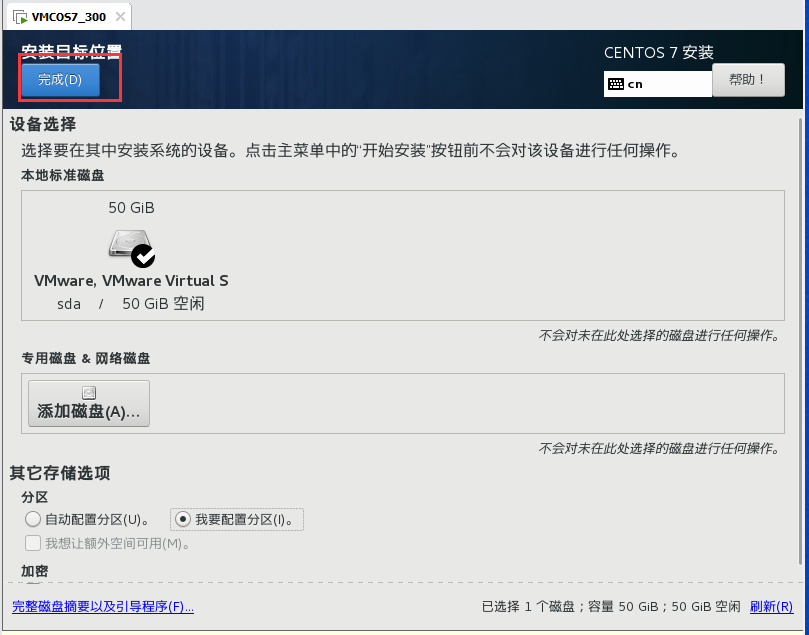 VMCOS7_300
安装目标位置
CENTOS 7 安装
完成(D)
cn
帮助！
设备选择
选择要在其中安装系统的设备。点击主菜单中的“开始安装”按钮前不会对该设备进行任何操作。
本地标准磁盘
50 GiB
VMware, VMware Virtual S
sda / 50 GiB 空闲
不会对未在此处选择的磁盘进行任何操作。
专用磁盘 & 网络磁盘
添加磁盘(A)...
不会对未在此处选择的磁盘进行任何操作。
其它存储选项
分区
自动配置分区(U)。 我要配置分区(I)。
我想让额外空间可用(M)。
加密
完整磁盘摘要以及引导程序(F)... 已选择 1 个磁盘；容量 50 GiB；50 GiB 空闲 刷新(R)